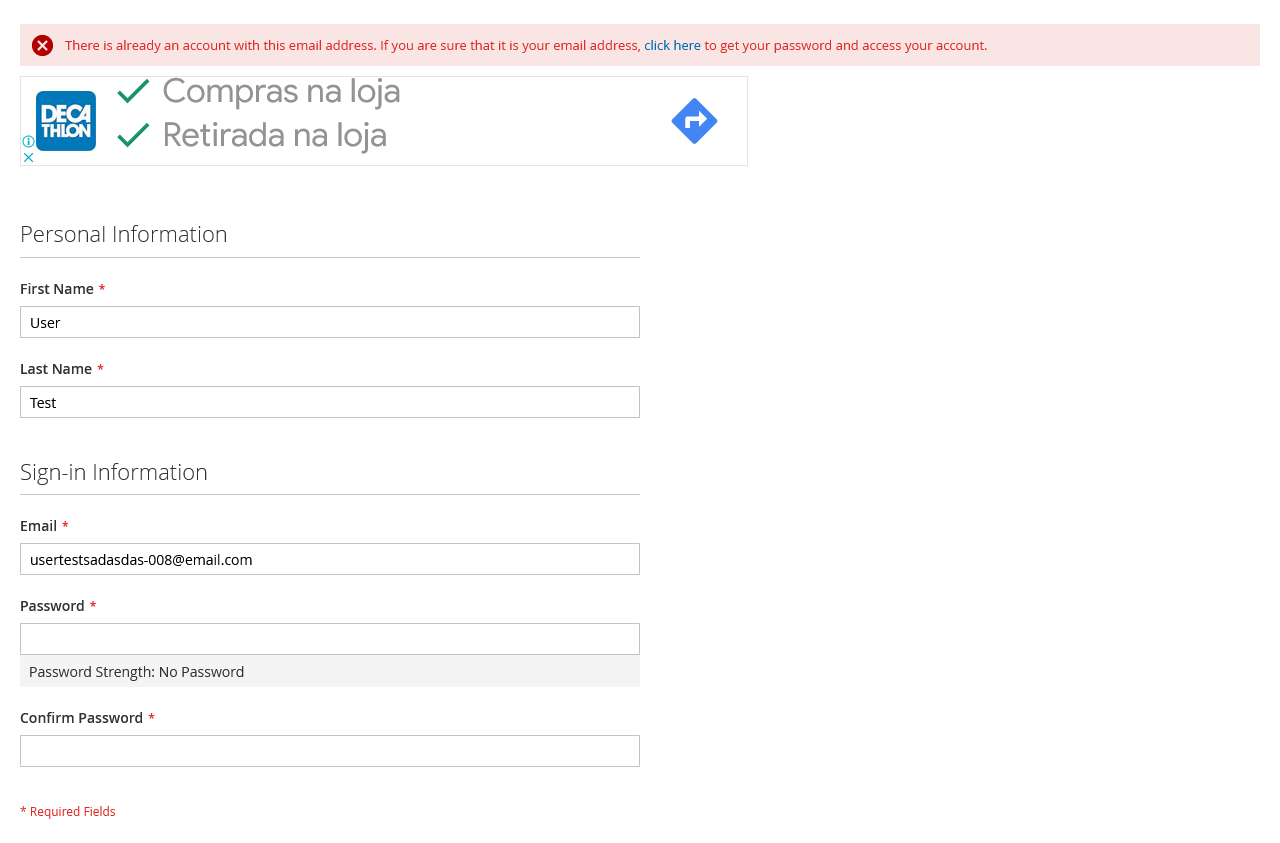 There is already an account with this email address. If you are sure that it is your email address, click here to get your password and access your account.
DECA
THLON
Compras na loja
Retirada na loja
Personal Information
First Name *
User
Last Name *
Test
Sign-in Information
Email *
usertestsadasdas-008@email.com
Password *
Password Strength: No Password
Confirm Password *
* Required Fields